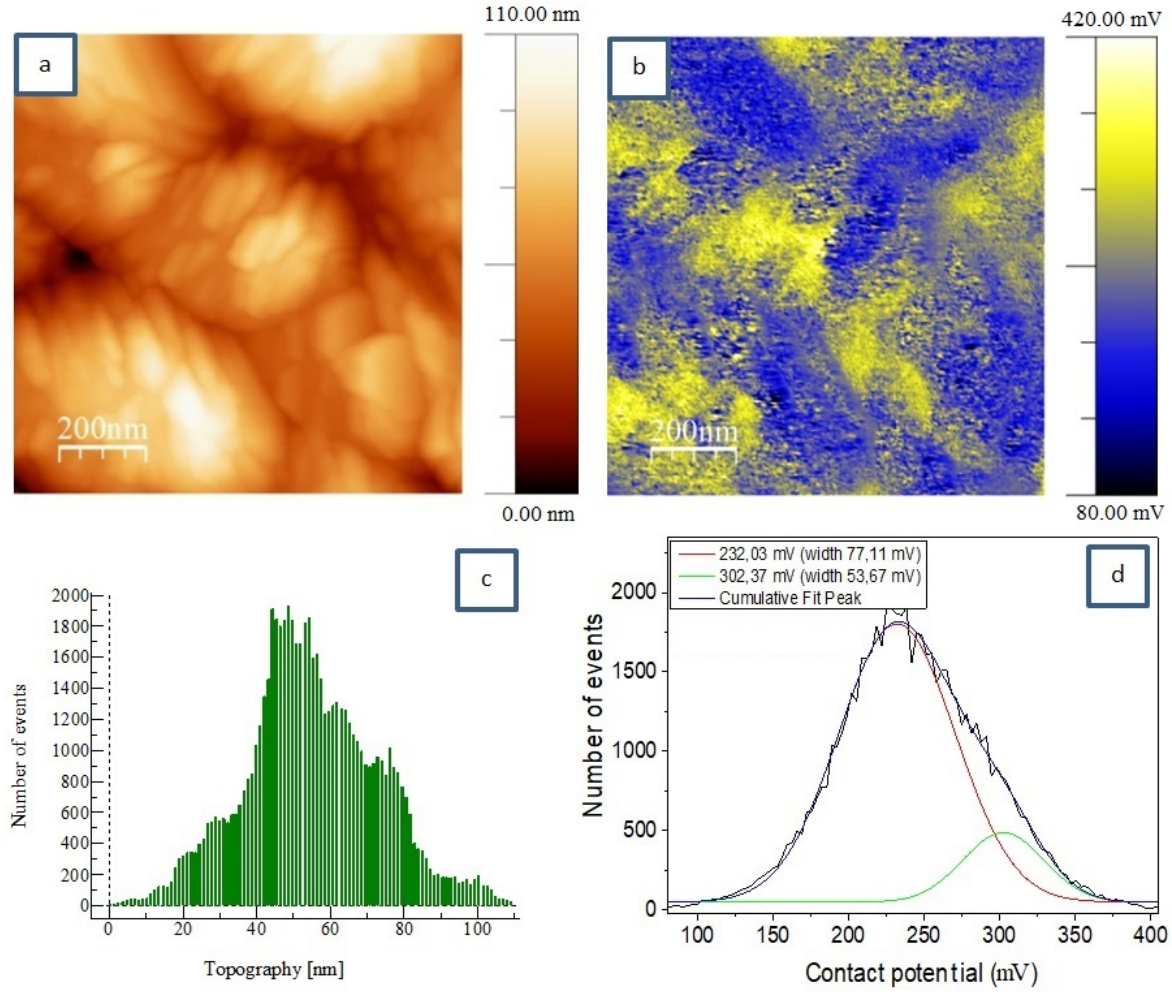 110.00 nm
a
200nm
0.00 nm
420.00 mV
b
200nm
80.00 mV
c
2000
1800
1600
1400
1200
1000
800
600
400
200
0
Number of events
0 20 40 60 80 100
Topography [nm]
d
232,03 mV (width 77,11 mV)
302,37 mV (width 53,67 mV)
Cumulative Fit Peak
2000
1500
1000
500
0
Number of events
100 150 200 250 300 350 400
Contact potential (mV)